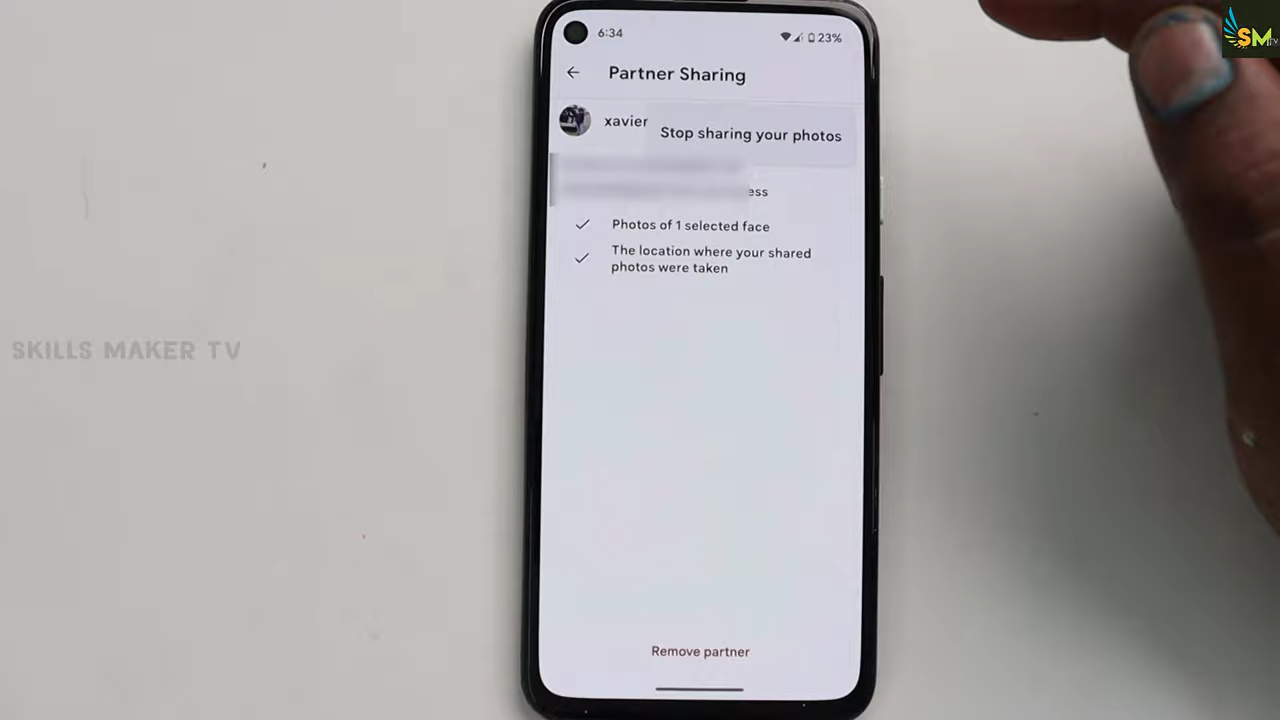 SM
6:34
23%
Partner Sharing
xavier
Stop sharing your photos
ess
Photos of 1 selected face
The location where your shared
photos were taken
SKILLS MAKER TV
Remove partner